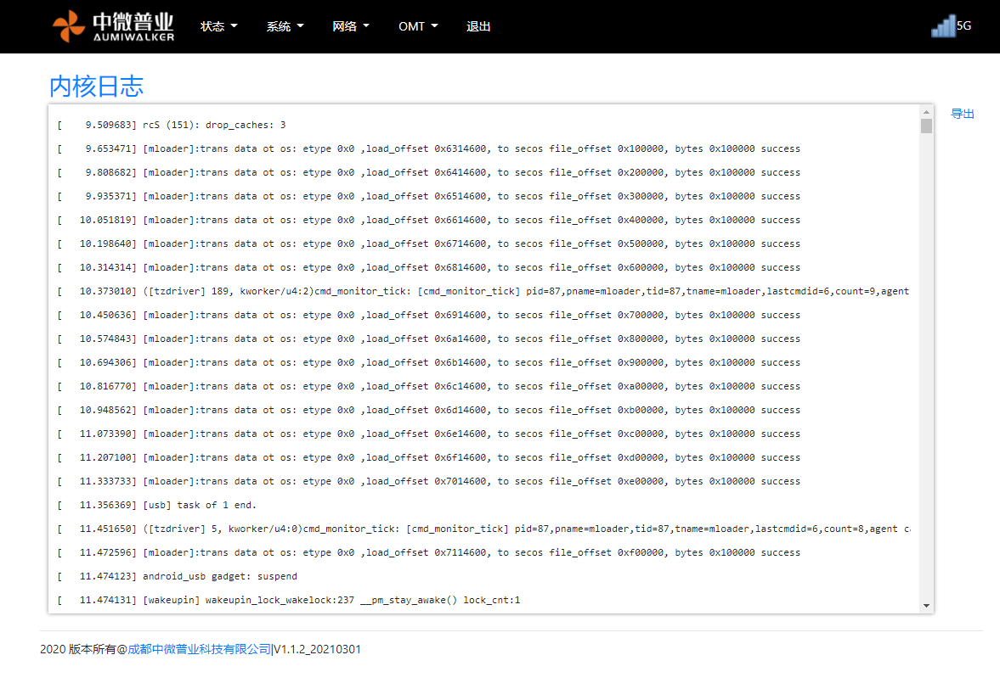 中微普业
AUMIWALKER
状态 系统 网络 OMT 退出
5G
内核日志
导出
[    9.509683] rcS (151): drop_caches: 3
[    9.653471] [mloader]:trans data ot os: etype 0x0 ,load_offset 0x6314600, to secos file_offset 0x100000, bytes 0x100000 success
[    9.808682] [mloader]:trans data ot os: etype 0x0 ,load_offset 0x6414600, to secos file_offset 0x200000, bytes 0x100000 success
[    9.935371] [mloader]:trans data ot os: etype 0x0 ,load_offset 0x6514600, to secos file_offset 0x300000, bytes 0x100000 success
[   10.051819] [mloader]:trans data ot os: etype 0x0 ,load_offset 0x6614600, to secos file_offset 0x400000, bytes 0x100000 success
[   10.198640] [mloader]:trans data ot os: etype 0x0 ,load_offset 0x6714600, to secos file_offset 0x500000, bytes 0x100000 success
[   10.314314] [mloader]:trans data ot os: etype 0x0 ,load_offset 0x6814600, to secos file_offset 0x600000, bytes 0x100000 success
[   10.373010] ([tzdriver] 189, kworker/u4:2)cmd_monitor_tick: [cmd_monitor_tick] pid=87,pname=mloader,tid=87,tname=mloader,lastcmdid=6,count=9,agent
[   10.450636] [mloader]:trans data ot os: etype 0x0 ,load_offset 0x6914600, to secos file_offset 0x700000, bytes 0x100000 success
[   10.574843] [mloader]:trans data ot os: etype 0x0 ,load_offset 0x6a14600, to secos file_offset 0x800000, bytes 0x100000 success
[   10.694306] [mloader]:trans data ot os: etype 0x0 ,load_offset 0x6b14600, to secos file_offset 0x900000, bytes 0x100000 success
[   10.816770] [mloader]:trans data ot os: etype 0x0 ,load_offset 0x6c14600, to secos file_offset 0xa00000, bytes 0x100000 success
[   10.948562] [mloader]:trans data ot os: etype 0x0 ,load_offset 0x6d14600, to secos file_offset 0xb00000, bytes 0x100000 success
[   11.073390] [mloader]:trans data ot os: etype 0x0 ,load_offset 0x6e14600, to secos file_offset 0xc00000, bytes 0x100000 success
[   11.207100] [mloader]:trans data ot os: etype 0x0 ,load_offset 0x6f14600, to secos file_offset 0xd00000, bytes 0x100000 success
[   11.333733] [mloader]:trans data ot os: etype 0x0 ,load_offset 0x7014600, to secos file_offset 0xe00000, bytes 0x100000 success
[   11.356369] [usb] task of 1 end.
[   11.451650] ([tzdriver] 5, kworker/u4:0)cmd_monitor_tick: [cmd_monitor_tick] pid=87,pname=mloader,tid=87,tname=mloader,lastcmdid=6,count=8,agent
[   11.472596] [mloader]:trans data ot os: etype 0x0 ,load_offset 0x7114600, to secos file_offset 0xf00000, bytes 0x100000 success
[   11.474123] android_usb gadget: suspend
[   11.474131] [wakeupin] wakeupin_lock_wakelock:237 __pm_stay_awake() lock_cnt:1
2020 版本所有@成都中微普业科技有限公司|V1.1.2_20210301